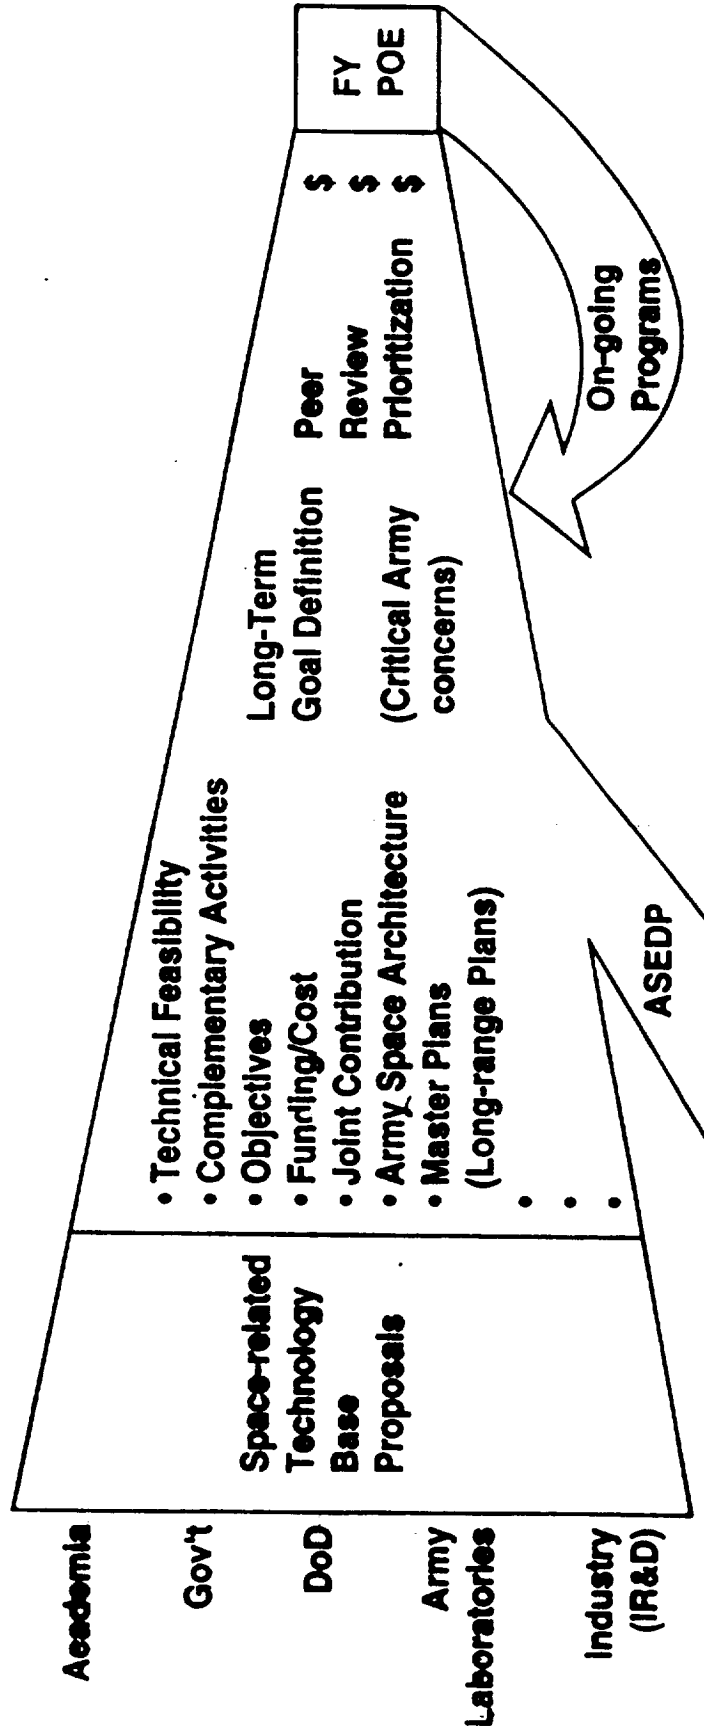 Academia
Gov't
DoD
Army
Laboratories
Industry
(IR&D)
Space-related
Technology
Base
Proposals
• Technical Feasibility
• Complementary Activities
• Objectives
• Funding/Cost
• Joint Contribution
• Army Space Architecture
• Master Plans
(Long-range Plans)
•
•
•
ASEDP
Long-Term
Goal Definition
(Critical Army
concerns)
Peer
Review
Prioritization
$
$
$
FY
POE
On-going
Programs